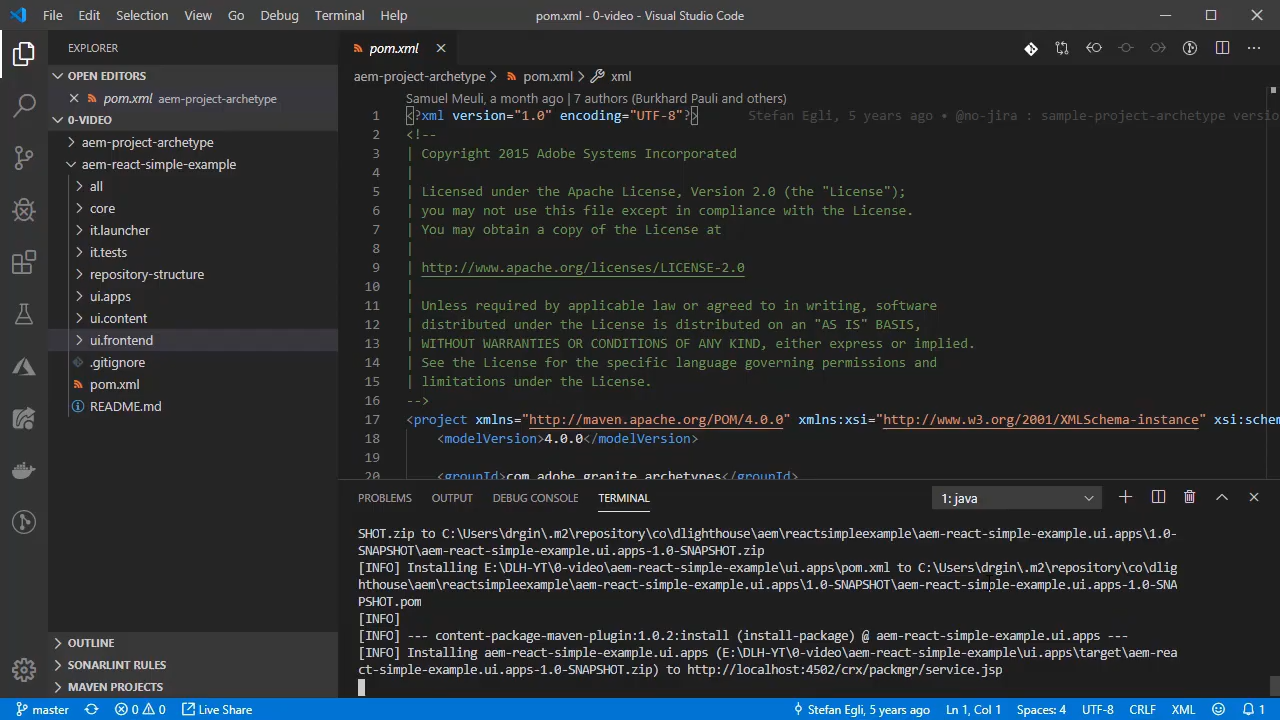 File Edit Selection View Go Debug Terminal Help pom.xml - 0-video - Visual Studio Code
EXPLORER
OPEN EDITORS
pom.xml aem-project-archetype
0-VIDEO
aem-project-archetype
aem-react-simple-example
all
core
it.launcher
it.tests
repository-structure
ui.apps
ui.content
ui.frontend
.gitignore
pom.xml
README.md
OUTLINE
SONARLINT RULES
MAVEN PROJECTS
pom.xml
aem-project-archetype > pom.xml > xml
Samuel Meuli, a month ago | 7 authors (Burkhard Pauli and others)
1 <?xml version="1.0" encoding="UTF-8"?> Stefan Egli, 5 years ago • @no-jira : sample-project-archetype versio
2 <!--
3 | Copyright 2015 Adobe Systems Incorporated
4 |
5 | Licensed under the Apache License, Version 2.0 (the "License");
6 | you may not use this file except in compliance with the License.
7 | You may obtain a copy of the License at
8 |
9 | http://www.apache.org/licenses/LICENSE-2.0
10 |
11 | Unless required by applicable law or agreed to in writing, software
12 | distributed under the License is distributed on an "AS IS" BASIS,
13 | WITHOUT WARRANTIES OR CONDITIONS OF ANY KIND, either express or implied.
14 | See the License for the specific language governing permissions and
15 | limitations under the License.
16 -->
17 <project xmlns="http://maven.apache.org/POM/4.0.0" xmlns:xsi="http://www.w3.org/2001/XMLSchema-instance" xsi:schem
18 <modelVersion>4.0.0</modelVersion>
19
20 <groupId>com.adobe.granite.archetypes</groupId>
PROBLEMS OUTPUT DEBUG CONSOLE TERMINAL 1: java
SHOT.zip to C:\Users\drgin\.m2\repository\co\dlighthouse\aem\reactsimpleexample\aem-react-simple-example.ui.apps\1.0-
SNAPSHOT\aem-react-simple-example.ui.apps-1.0-SNAPSHOT.zip
[INFO] Installing E:\DLH-YT\0-video\aem-react-simple-example\ui.apps\pom.xml to C:\Users\drgin\.m2\repository\co\dlig
hthouse\aem\reactsimpleexample\aem-react-simple-example.ui.apps\1.0-SNAPSHOT\aem-react-simple-example.ui.apps-1.0-SNA
PSHOT.pom
[INFO]
[INFO] --- content-package-maven-plugin:1.0.2:install (install-package) @ aem-react-simple-example.ui.apps ---
[INFO] Installing aem-react-simple-example.ui.apps (E:\DLH-YT\0-video\aem-react-simple-example\ui.apps\target\aem-rea
ct-simple-example.ui.apps-1.0-SNAPSHOT.zip) to http://localhost:4502/crx/packmgr/service.jsp
master 0 0 Live Share Stefan Egli, 5 years ago Ln 1, Col 1 Spaces: 4 UTF-8 CRLF XML 1